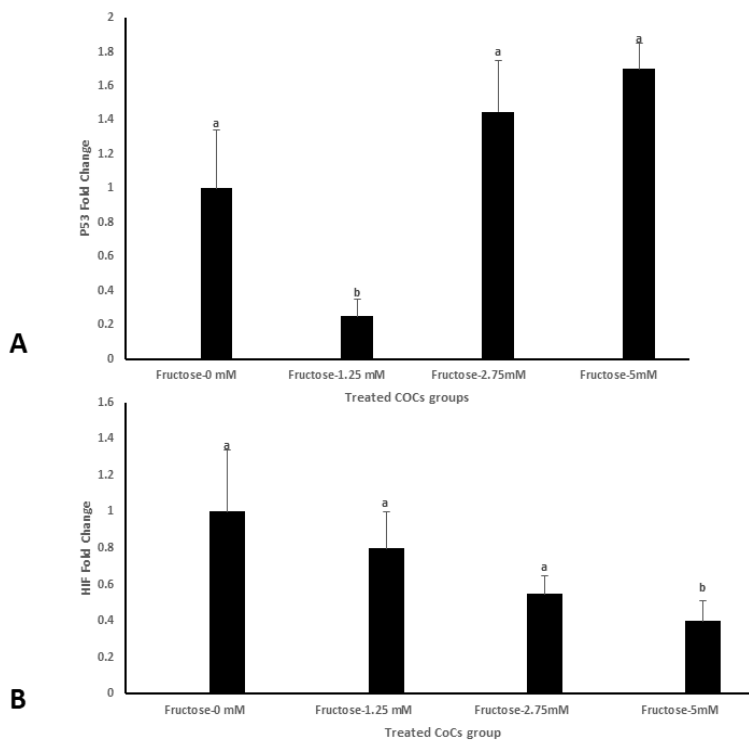 2
1.8
1.6
1.4
1.2
1
0.8
0.6
0.4
0.2
0
P53 Fold Change
a
b
a
a
Fructose-0 mM Fructose-1.25 mM Fructose-2.75mM Fructose-5mM
Treated COCs groups
A
1.6
1.4
1.2
1
0.8
0.6
0.4
0.2
0
HIF Fold Change
a
a
a
b
Fructose-0 mM Fructose-1.25 mM Fructose-2.75mM Fructose-5mM
Treated CoCs group
B